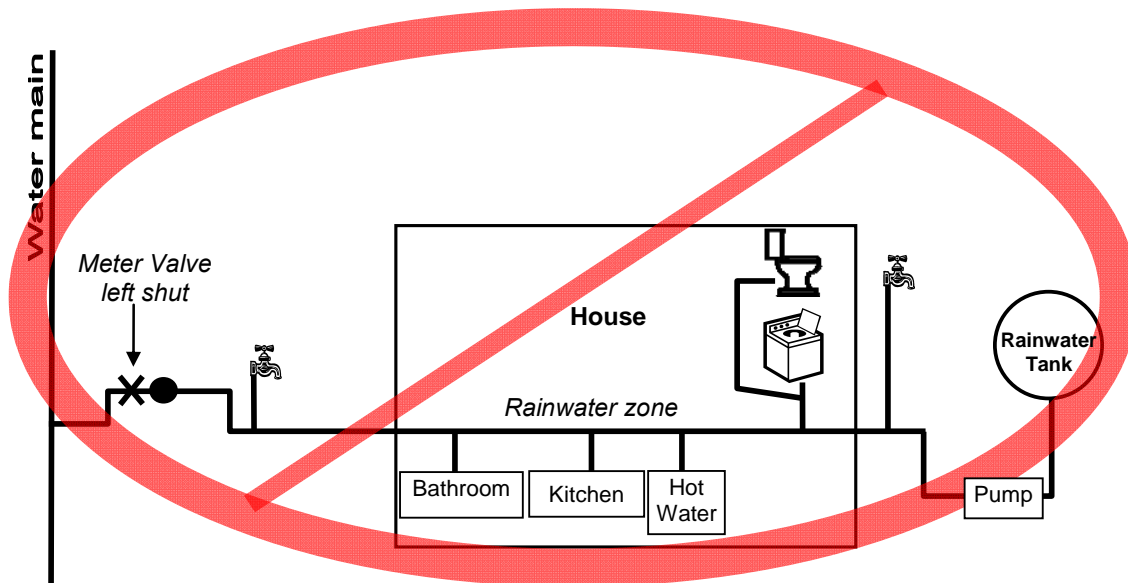 Water main
Meter Valve
left shut
House
Rainwater
Tank
Rainwater zone
Bathroom
Kitchen
Hot
Water
Pump